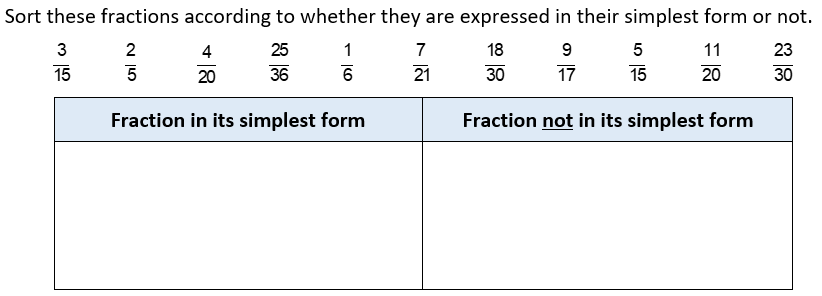 Sort these fractions according to whether they are expressed in their simplest form or not.
3/15 2/5 4/20 25/36 1/6 7/21 18/30 9/17 5/15 11/20 23/30
Fraction in its simplest form Fraction not in its simplest form